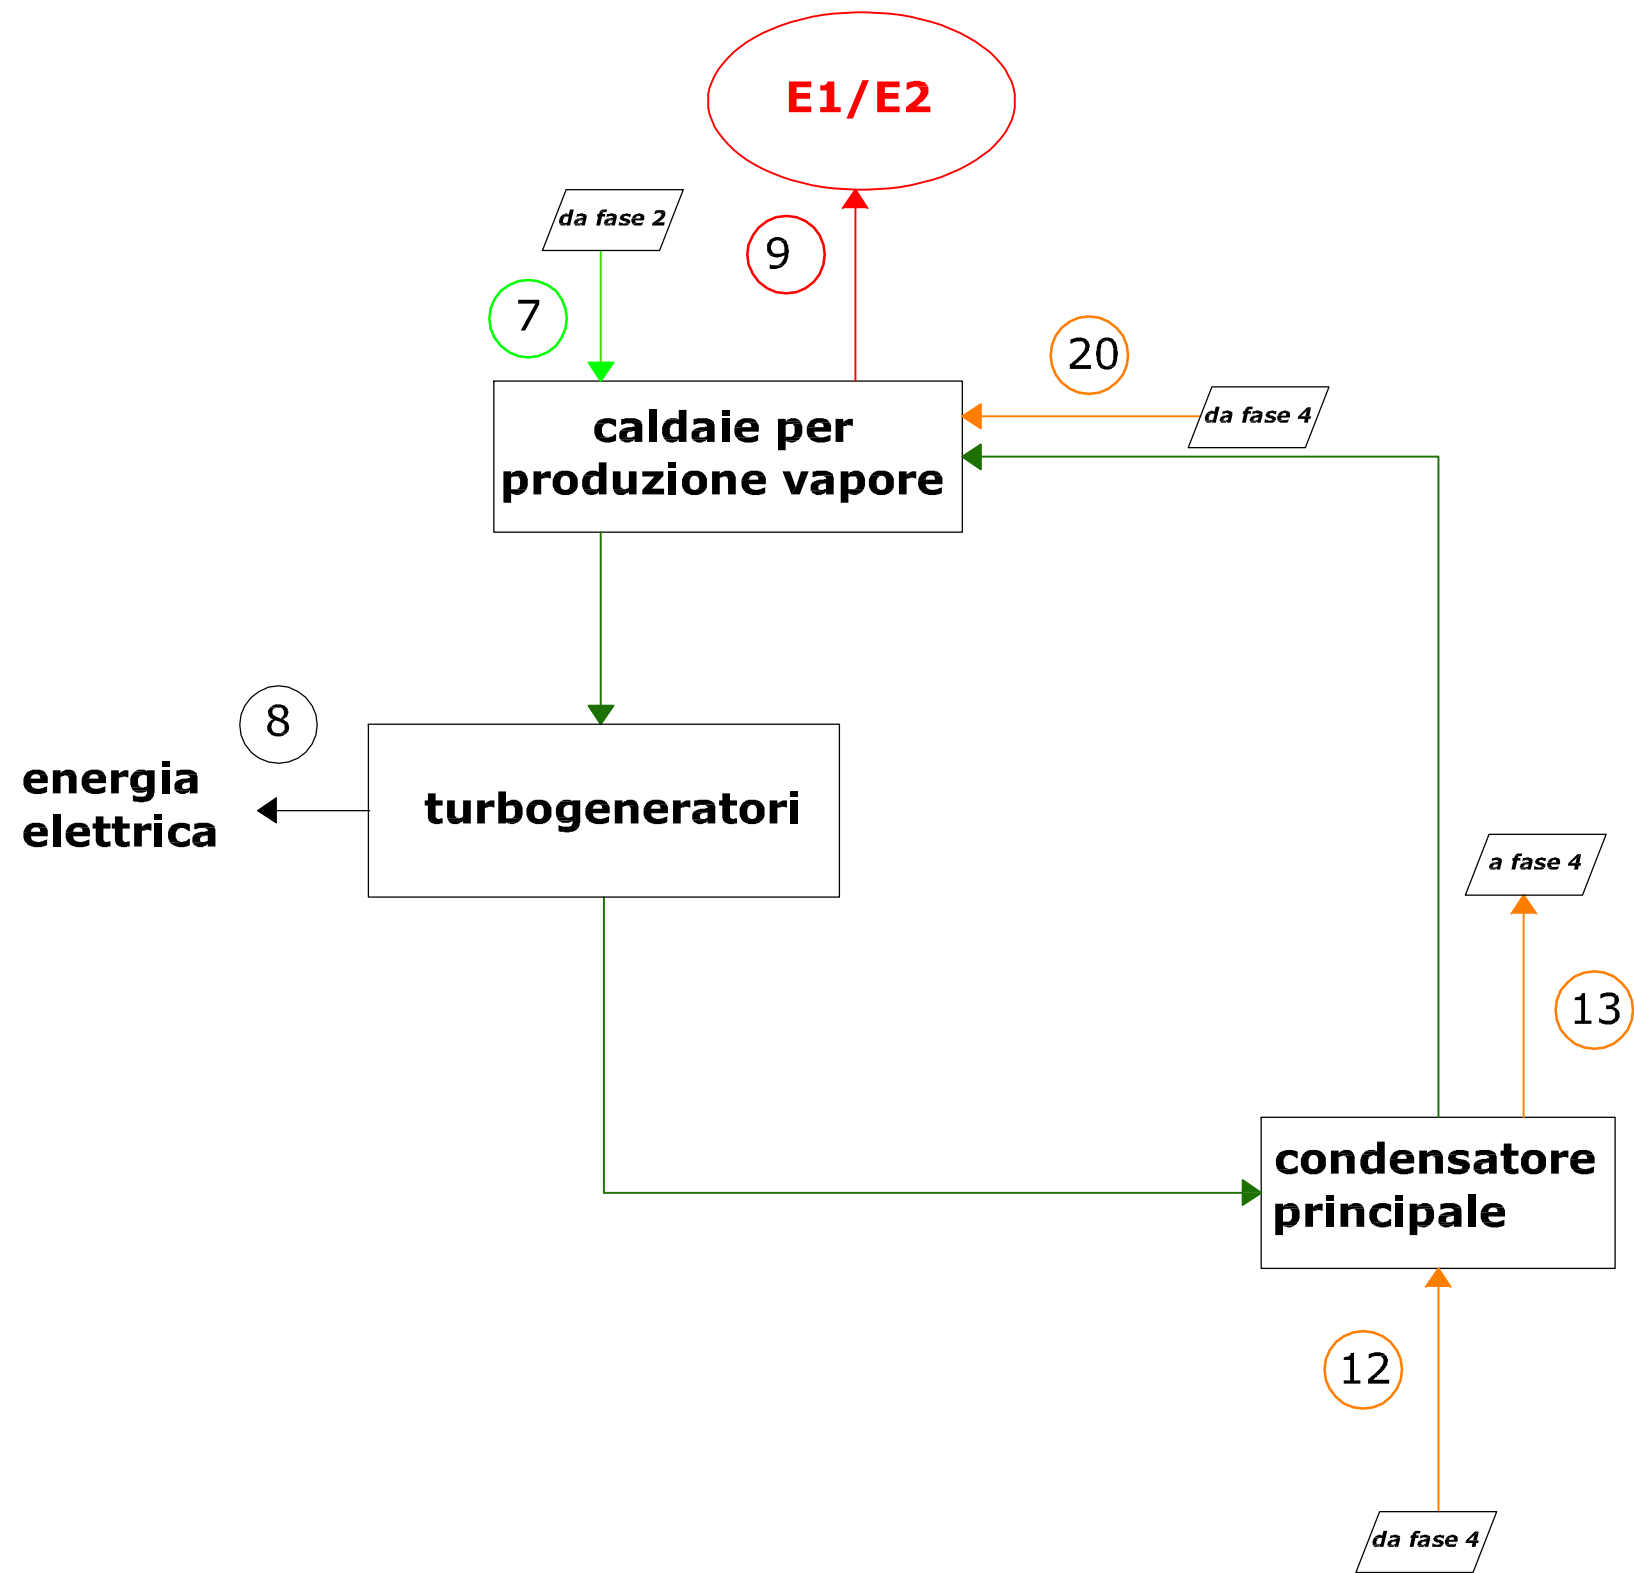 E1/E2
da fase 2
9
7
20
da fase 4
caldaie per
produzione vapore
8
energia
elettrica
turbogeneratori
a fase 4
13
condensatore
principale
12
da fase 4